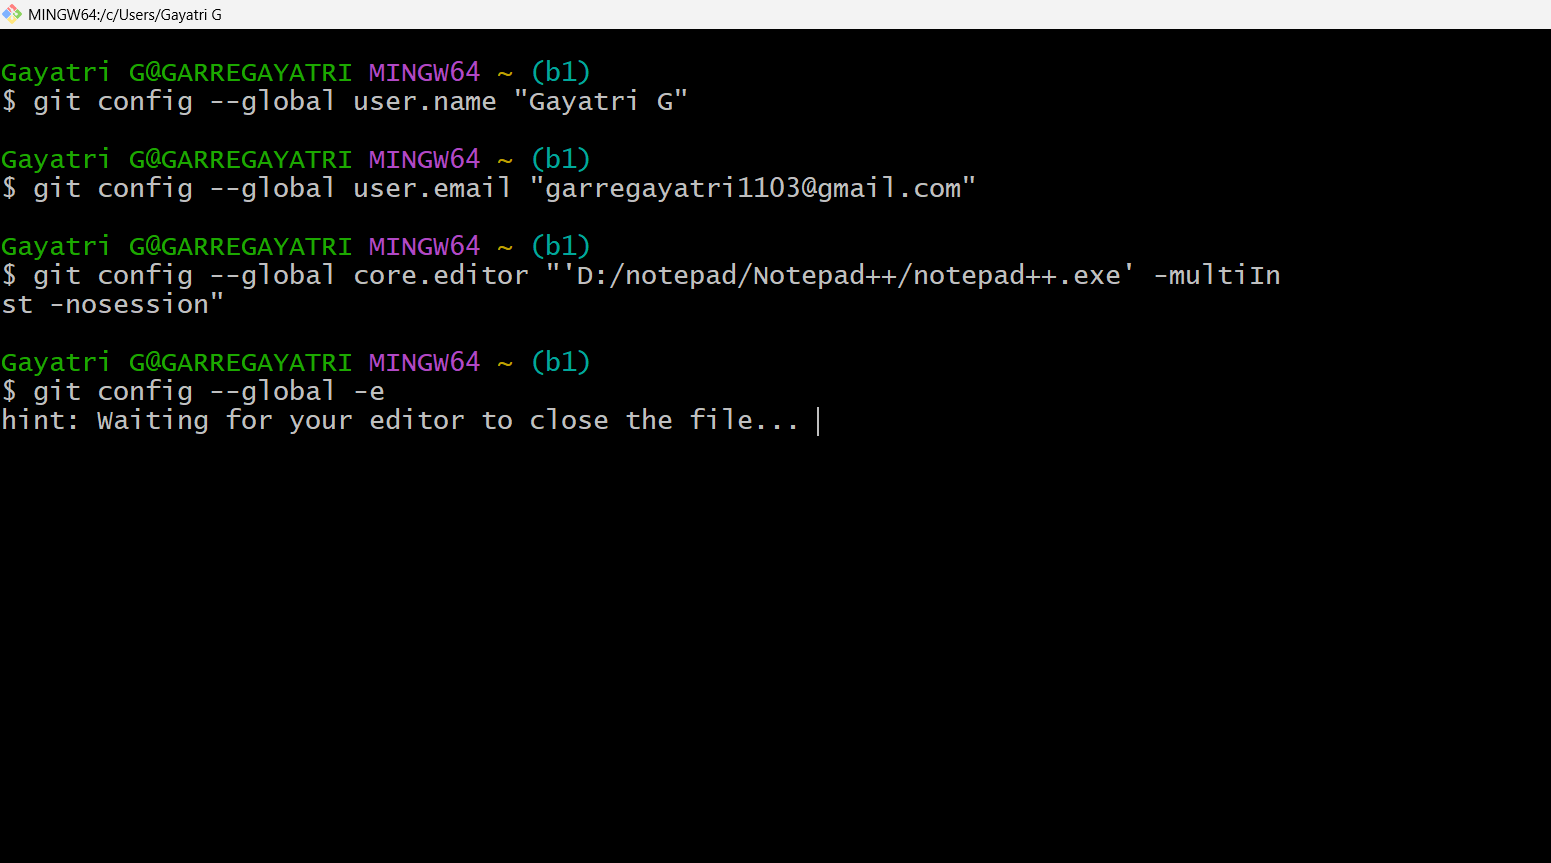 MINGW64:/c/Users/Gayatri G
Gayatri G@GARREGAYATRI MINGW64 ~ (b1)
$ git config --global user.name "Gayatri G"
Gayatri G@GARREGAYATRI MINGW64 ~ (b1)
$ git config --global user.email "garregayatri1103@gmail.com"
Gayatri G@GARREGAYATRI MINGW64 ~ (b1)
$ git config --global core.editor "'D:/notepad/Notepad++/notepad++.exe' -multiIn
st -nosession"
Gayatri G@GARREGAYATRI MINGW64 ~ (b1)
$ git config --global -e
hint: Waiting for your editor to close the file...